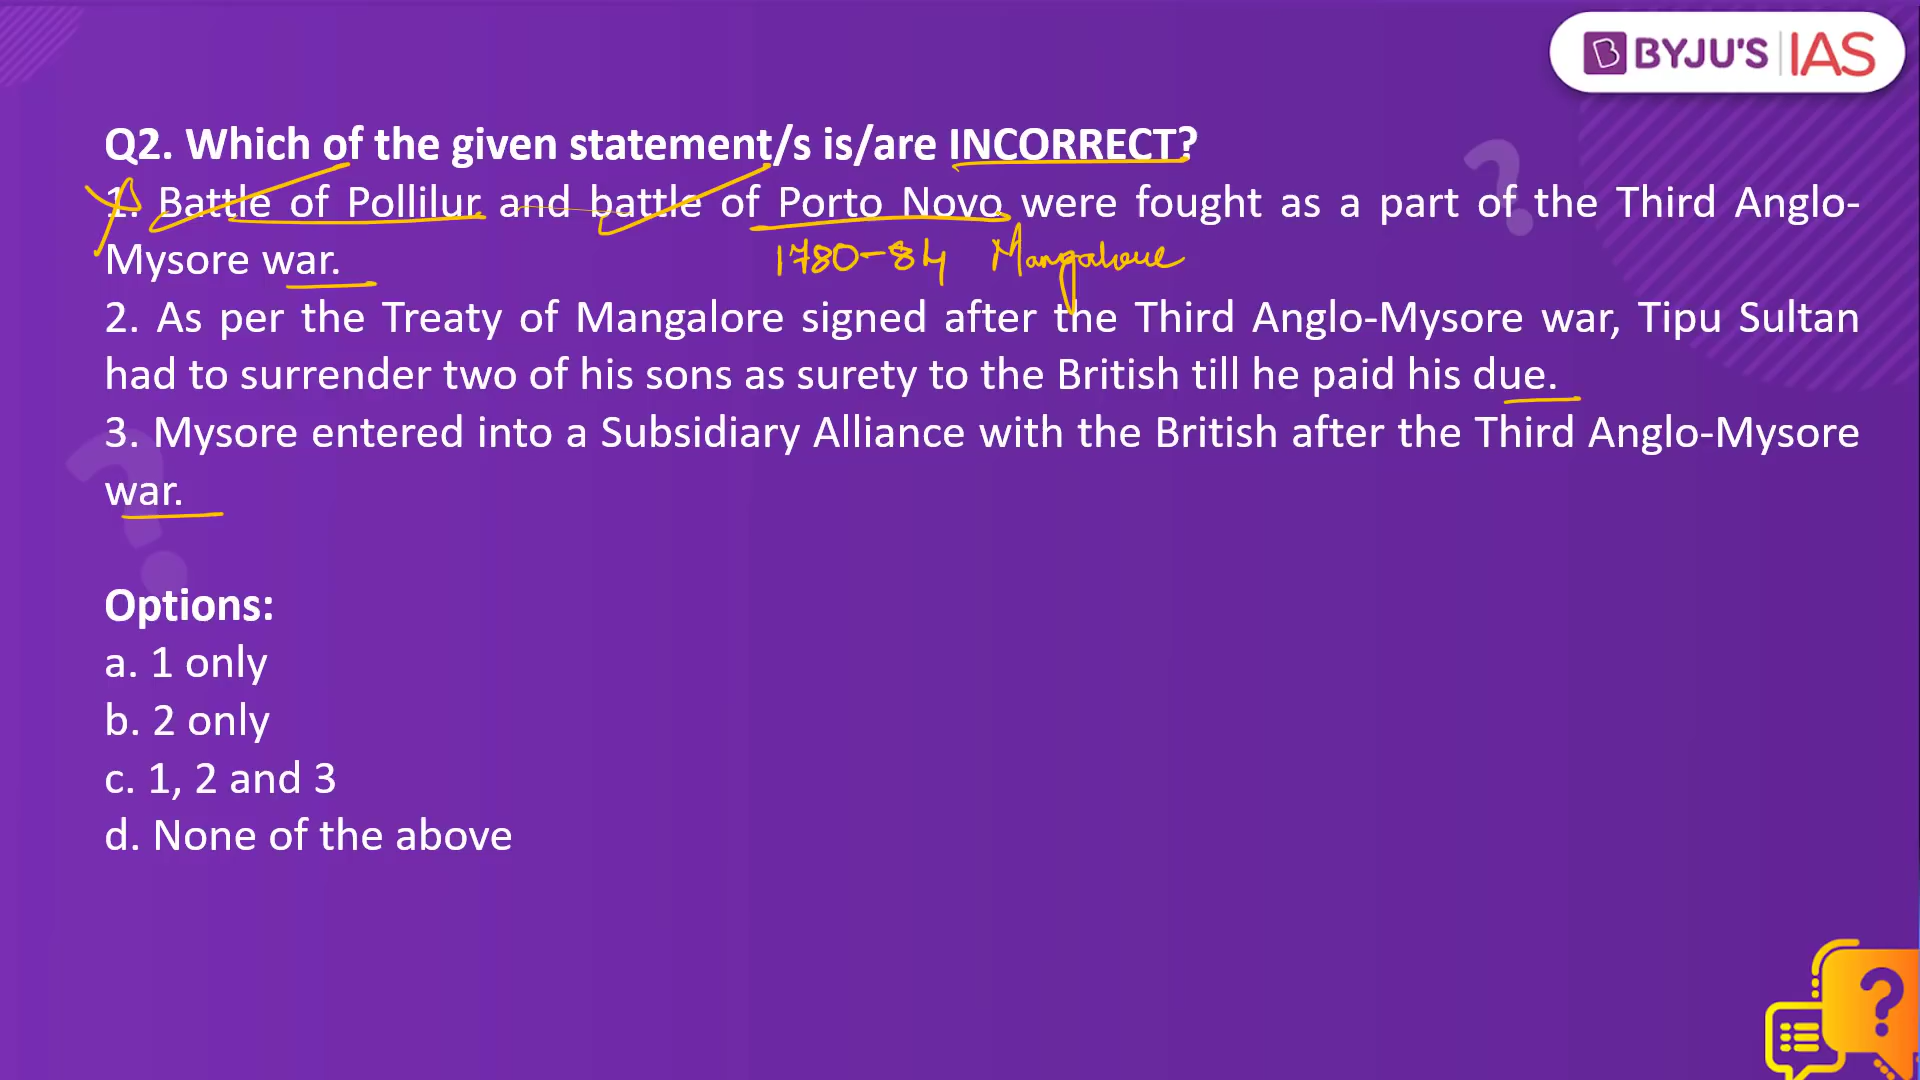 BYJU'S IAS
Q2. Which of the given statement/s is/are INCORRECT?
1. Battle of Pollilur and battle of Porto Novo were fought as a part of the Third Anglo-
Mysore war.
1780-84 Mangalore
2. As per the Treaty of Mangalore signed after the Third Anglo-Mysore war, Tipu Sultan
had to surrender two of his sons as surety to the British till he paid his due.
3. Mysore entered into a Subsidiary Alliance with the British after the Third Anglo-Mysore
war.
Options:
a. 1 only
b. 2 only
c. 1, 2 and 3
d. None of the above